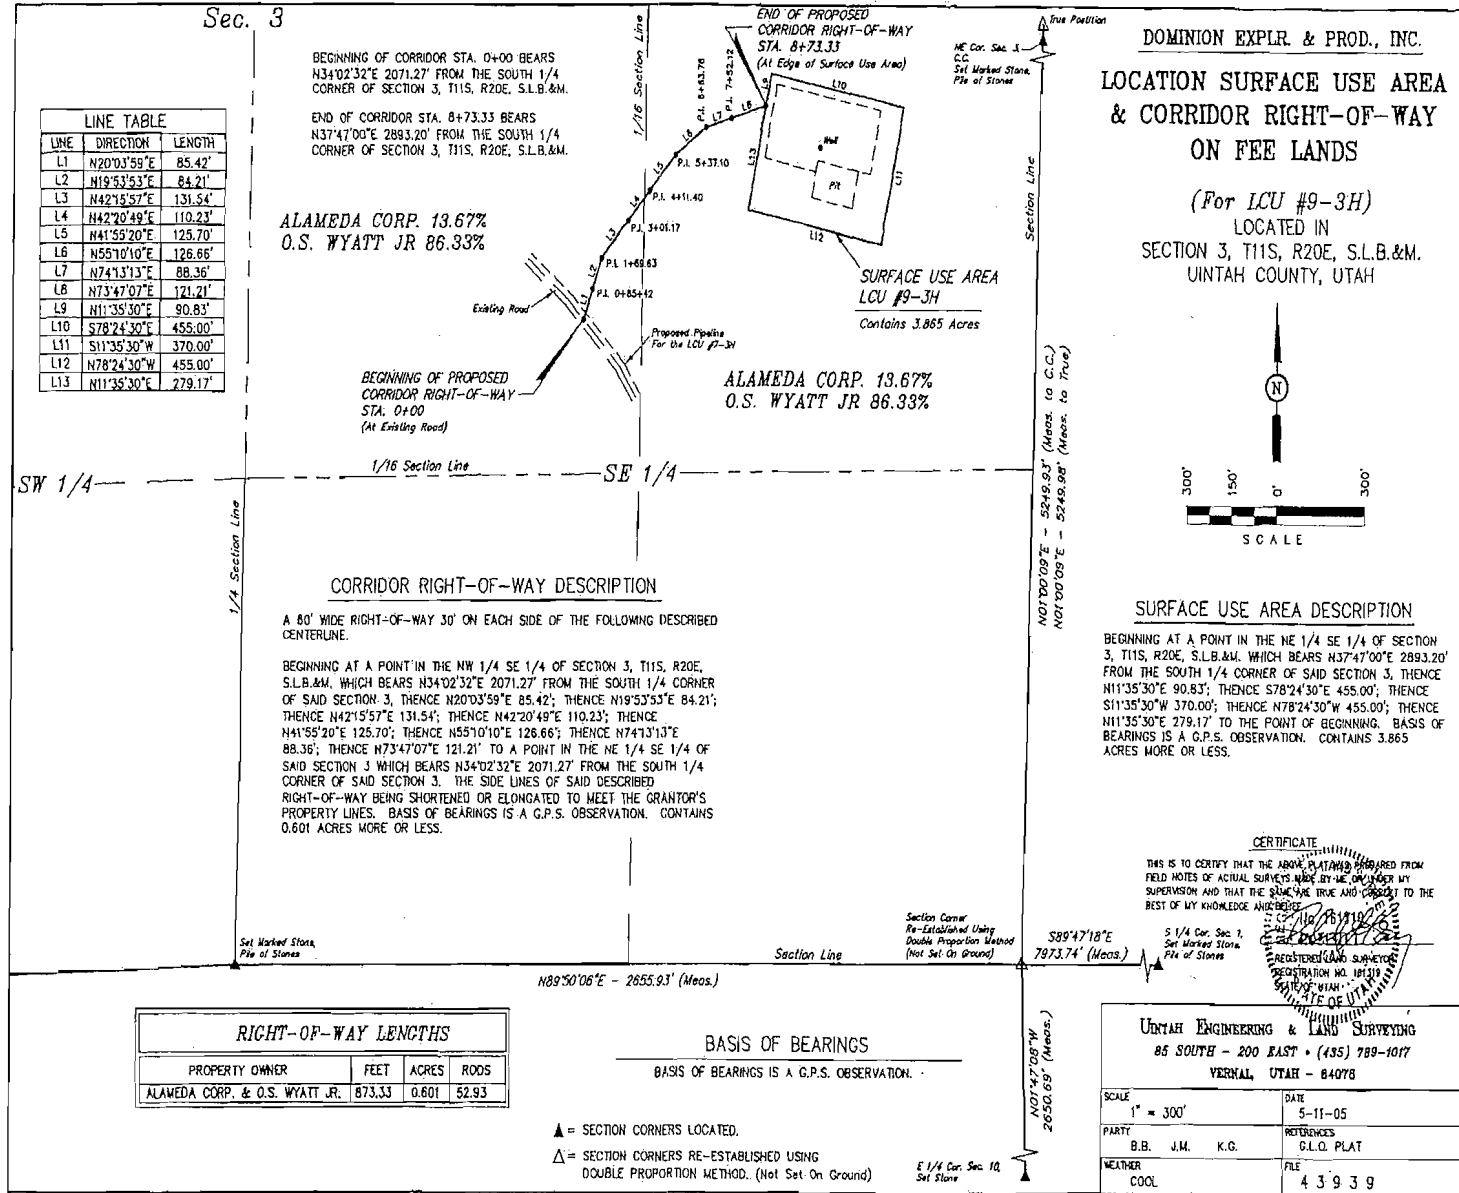 Sec. 3
BEGINNING OF CORRIDOR STA. 0+00 BEARS
N34°02'32"E 2071.27' FROM THE SOUTH 1/4
CORNER OF SECTION 3, T11S, R20E, S.L.B.&M.
END OF CORRIDOR STA. 8+73.33 BEARS
N37°47'00"E 2893.20' FROM THE SOUTH 1/4
CORNER OF SECTION 3, T11S, R20E, S.L.B.&M.
LINE TABLE
LINE DIRECTION LENGTH
L1 N20°03'59"E 85.42'
L2 N19°53'53"E 84.21'
L3 N42°15'57"E 131.54'
L4 N42°20'49"E 110.23'
L5 N41°55'20"E 125.70'
L6 N55°10'10"E 126.66'
L7 N74°13'13"E 88.36'
L8 N73°47'07"E 121.21'
L9 N11°35'30"E 90.83'
L10 S78°24'30"E 455.00'
L11 S11°35'30"W 370.00'
L12 N78°24'30"W 455.00'
L13 N11°35'30"E 279.17'
ALAMEDA CORP. 13.67%
O.S. WYATT JR 86.33%
1/16 Section Line
END OF PROPOSED
CORRIDOR RIGHT-OF-WAY
STA. 8+73.33
(At Edge of Surface Use Area)
P.I. 6+63.76
P.I. 7+52.12
L9
L10
L8
L7
L6
L5
L4
L3
L2
L1
L13
L11
L12
Well
Pit
P.I. 5+37.10
P.I. 4+11.40
P.I. 3+01.17
P.I. 1+69.63
P.I. 0+85.42
Existing Road
Proposed Pipeline
For the LCU #7-3H
SURFACE USE AREA
LCU #9-3H
Contains 3.865 Acres
BEGINNING OF PROPOSED
CORRIDOR RIGHT-OF-WAY
STA. 0+00
(At Existing Road)
ALAMEDA CORP. 13.67%
O.S. WYATT JR 86.33%
True Position
NE Cor. Sec. 3
C.C.
Set Marked Stone,
Pile of Stones
Section Line
N01°00'09"E - 5249.93' (Meas. to C.C.)
N01°00'09"E - 5249.98' (Meas. to True)
1/16 Section Line
SW 1/4
SE 1/4
1/4 Section Line
DOMINION EXPLR. & PROD., INC.
LOCATION SURFACE USE AREA
& CORRIDOR RIGHT-OF-WAY
ON FEE LANDS
(For LCU #9-3H)
LOCATED IN
SECTION 3, T11S, R20E, S.L.B.&M.
UINTAH COUNTY, UTAH
N
300' 150' 0' 300'
SCALE
CORRIDOR RIGHT-OF-WAY DESCRIPTION
A 60' WIDE RIGHT-OF-WAY 30' ON EACH SIDE OF THE FOLLOWING DESCRIBED
CENTERLINE.
BEGINNING AT A POINT IN THE NW 1/4 SE 1/4 OF SECTION 3, T11S, R20E,
S.L.B.&M. WHICH BEARS N34°02'32"E 2071.27' FROM THE SOUTH 1/4 CORNER
OF SAID SECTION 3, THENCE N20°03'59"E 85.42'; THENCE N19°53'53"E 84.21';
THENCE N42°15'57"E 131.54'; THENCE N42°20'49"E 110.23'; THENCE
N41°55'20"E 125.70'; THENCE N55°10'10"E 126.66'; THENCE N74°13'13"E
88.36'; THENCE N73°47'07"E 121.21' TO A POINT IN THE NE 1/4 SE 1/4 OF
SAID SECTION 3 WHICH BEARS N34°02'32"E 2071.27' FROM THE SOUTH 1/4
CORNER OF SAID SECTION 3. THE SIDE LINES OF SAID DESCRIBED
RIGHT-OF-WAY BEING SHORTENED OR ELONGATED TO MEET THE GRANTOR'S
PROPERTY LINES. BASIS OF BEARINGS IS A G.P.S. OBSERVATION. CONTAINS
0.601 ACRES MORE OR LESS.
SURFACE USE AREA DESCRIPTION
BEGINNING AT A POINT IN THE NE 1/4 SE 1/4 OF SECTION
3, T11S, R20E, S.L.B.&M. WHICH BEARS N37°47'00"E 2893.20'
FROM THE SOUTH 1/4 CORNER OF SAID SECTION 3, THENCE
N11°35'30"E 90.83'; THENCE S78°24'30"E 455.00'; THENCE
S11°35'30"W 370.00'; THENCE N78°24'30"W 455.00'; THENCE
N11°35'30"E 279.17' TO THE POINT OF BEGINNING. BASIS OF
BEARINGS IS A G.P.S. OBSERVATION. CONTAINS 3.865
ACRES MORE OR LESS.
CERTIFICATE
THIS IS TO CERTIFY THAT THE ABOVE PLAT WAS PREPARED FROM
FIELD NOTES OF ACTUAL SURVEYS MADE BY ME OR UNDER MY
SUPERVISION AND THAT THE SAME ARE TRUE AND CORRECT TO THE
BEST OF MY KNOWLEDGE AND BELIEF
No. 161319
REGISTERED LAND SURVEYOR
REGISTRATION NO. 161319
STATE OF UTAH
Set Marked Stone,
Pile of Stones
Section Line
N89°50'06"E - 2655.93' (Meas.)
Section Corner
Re-Established Using
Double Proportion Method
(Not Set On Ground)
S89°47'18"E
7973.74' (Meas.)
S 1/4 Cor. Sec. 1,
Set Marked Stone,
Pile of Stones
N01°47'08"W
2650.69' (Meas.)
E 1/4 Cor. Sec. 10,
Set Stone
RIGHT-OF-WAY LENGTHS
PROPERTY OWNER FEET ACRES RODS
ALAMEDA CORP. & O.S. WYATT JR. 873.33 0.601 52.93
BASIS OF BEARINGS
BASIS OF BEARINGS IS A G.P.S. OBSERVATION.
▲ = SECTION CORNERS LOCATED.
△ = SECTION CORNERS RE-ESTABLISHED USING
DOUBLE PROPORTION METHOD. (Not Set On Ground)
UINTAH ENGINEERING & LAND SURVEYING
85 SOUTH - 200 EAST • (435) 789-1017
VERNAL, UTAH - 84078
SCALE
1" = 300'
DATE
5-11-05
PARTY
B.B. J.M. K.G.
REFERENCES
G.L.O. PLAT
WEATHER
COOL
FILE
43939